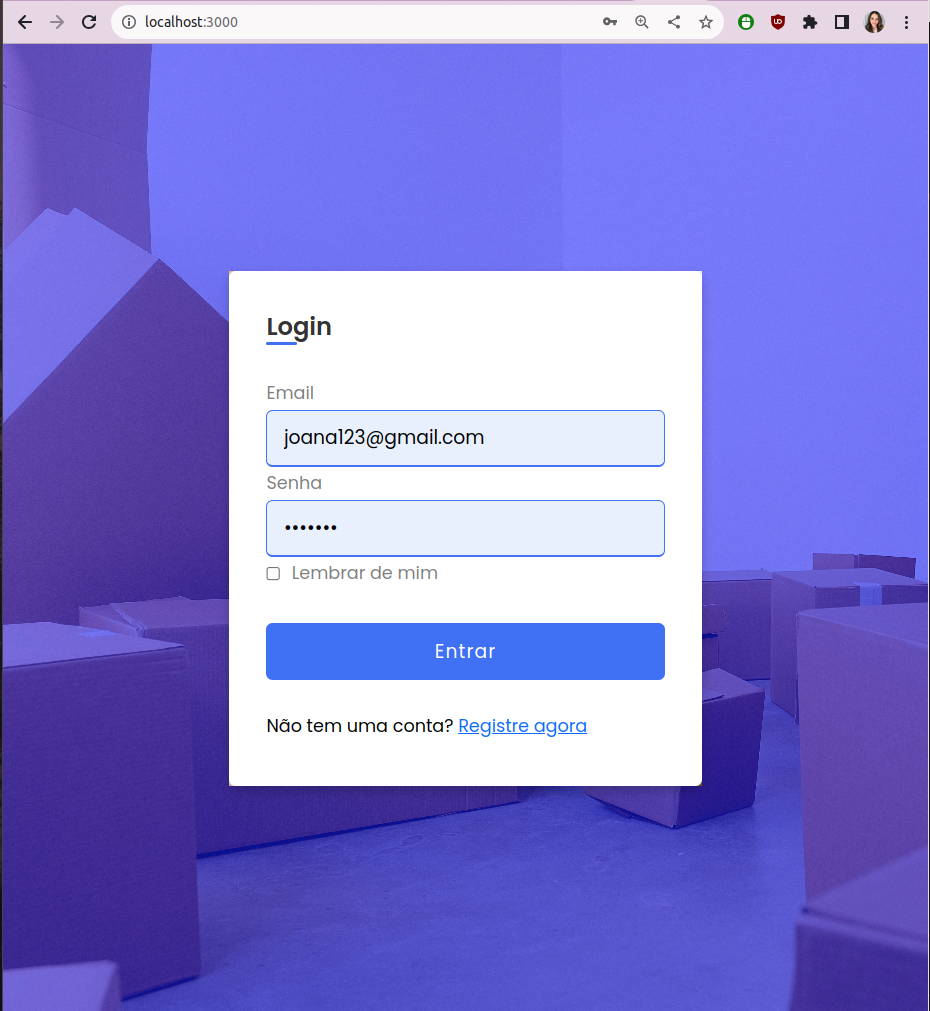 localhost:3000
Login
Email
joana123@gmail.com
Senha
•••••••
Lembrar de mim
Entrar
Não tem uma conta? Registre agora